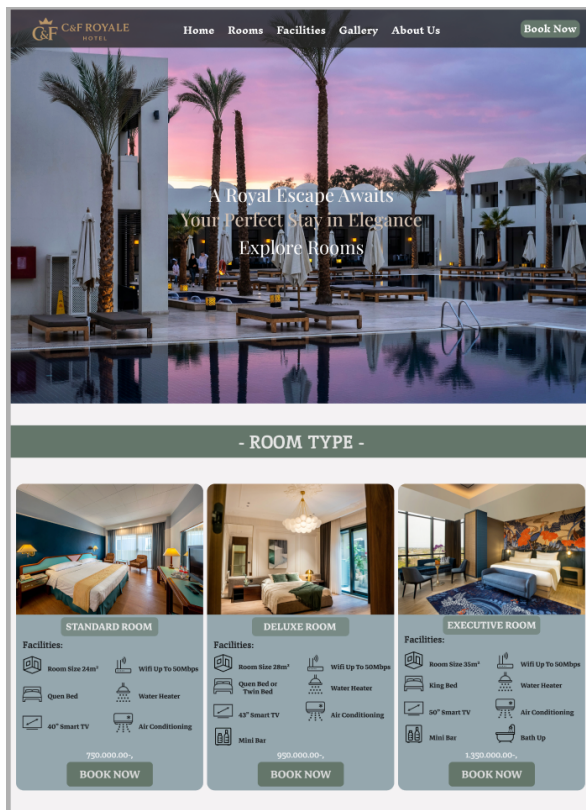 C&F
C&F ROYALE
HOTEL
Home Rooms Facilities Gallery About Us
Book Now
A Royal Escape Awaits
Your Perfect Stay in Elegance
Explore Rooms
- ROOM TYPE -
STANDARD ROOM
Facilities:
Room Size 24m²
Wifi Up To 50Mbps
Quen Bed
Water Heater
40" Smart TV
Air Conditioning
750.000.00-,
BOOK NOW
DELUXE ROOM
Facilities:
Room Size 28m²
Wifi Up To 50Mbps
Quen Bed or
Twin Bed
Water Heater
43" Smart TV
Air Conditioning
Mini Bar
950.000.00-,
BOOK NOW
EXECUTIVE ROOM
Facilities:
Room Size 35m²
Wifi Up To 50Mbps
King Bed
Water Heater
50" Smart TV
Air Conditioning
Mini Bar
Bath Up
1.350.000.00-,
BOOK NOW